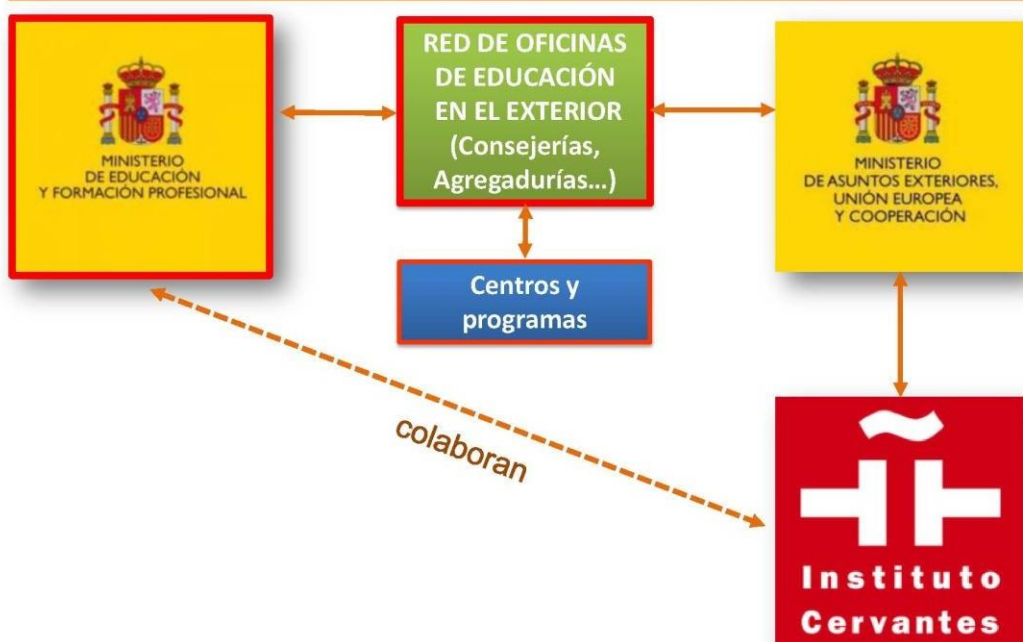 MINISTERIO
DE EDUCACIÓN
Y FORMACIÓN PROFESIONAL
RED DE OFICINAS
DE EDUCACIÓN
EN EL EXTERIOR
(Consejerías,
Agregadurías...)
MINISTERIO
DE ASUNTOS EXTERIORES,
UNIÓN EUROPEA
Y COOPERACIÓN
Centros y
programas
colaboran
Instituto
Cervantes